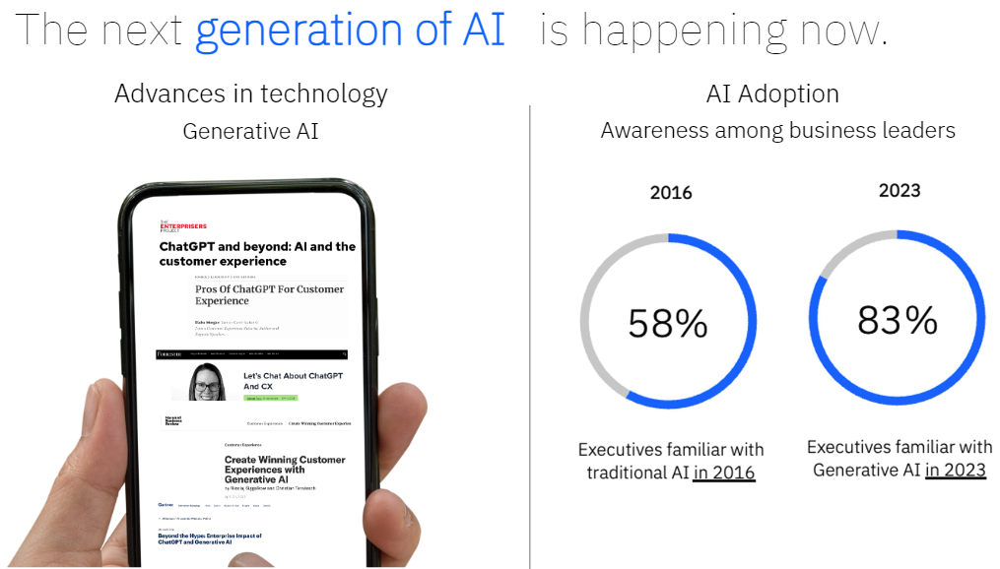 The next generation of AI is happening now.
Advances in technology
Generative AI
THE
ENTERPRISERS
PROJECT
ChatGPT and beyond: AI and the
customer experience
Pros Of ChatGPT For Customer
Experience
FORRESTER
Let's Chat About ChatGPT
And CX
Harvard
Business
Review
Customer Experience
Create Winning Customer Experiences
Customer Experience
Create Winning Customer
Experiences with
Generative AI
by Nicolaj Siggelkow and Christian Terwiesch
Gartner
Beyond the Hype: Enterprise Impact of
ChatGPT and Generative AI
AI Adoption
Awareness among business leaders
2016
58%
Executives familiar with
traditional AI in 2016
2023
83%
Executives familiar with
Generative AI in 2023